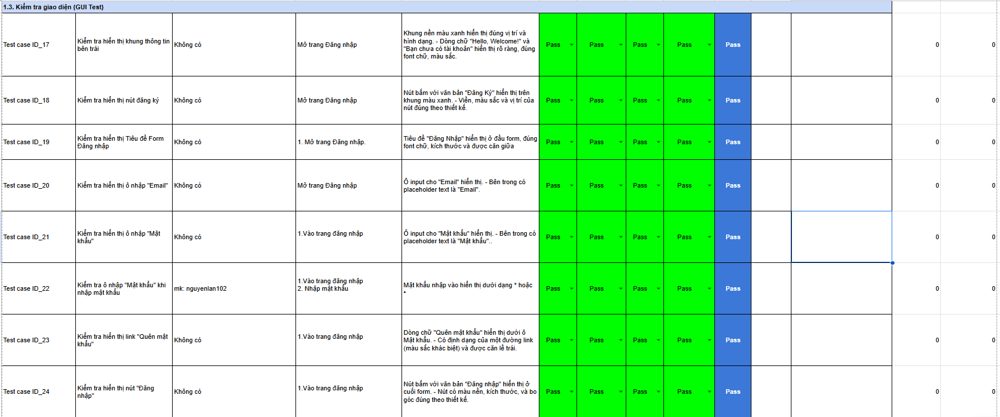 1.3. Kiểm tra giao diện (GUI Test)
Test case ID_17
Kiểm tra hiển thị khung thông tin
bên trái
Không có
Mở trang Đăng nhập
Khung nền màu xanh hiển thị đúng vị trí và
hình dạng. - Dòng chữ "Hello, Welcome!" và
"Bạn chưa có tài khoản" hiển thị rõ ràng, đúng
font chữ, màu sắc.
Pass
Pass
Pass
Pass
Pass
0
0
Test case ID_18
Kiểm tra hiển thị nút đăng ký
Không có
Mở trang Đăng nhập
Nút bấm với văn bản "Đăng Ký" hiển thị trên
khung màu xanh. - Viền, màu sắc và vị trí của
nút đúng theo thiết kế.
Pass
Pass
Pass
Pass
Pass
0
0
Test case ID_19
Kiểm tra hiển thị Tiêu đề Form
Đăng nhập
Không có
1. Mở trang Đăng nhập.
Tiêu đề "Đăng Nhập" hiển thị ở đầu form, đúng
font chữ, kích thước và được căn giữa
Pass
Pass
Pass
Pass
Pass
0
0
Test case ID_20
Kiểm tra hiển thị ô nhập "Email"
Không có
Mở trang Đăng nhập
Ô input cho "Email" hiển thị. - Bên trong có
placeholder text là "Email".
Pass
Pass
Pass
Pass
Pass
0
0
Test case ID_21
Kiểm tra hiển thị ô nhập "Mật
khẩu"
Không có
1.Vào trang đăng nhập
Ô input cho "Mật khẩu" hiển thị. - Bên trong có
placeholder text là "Mật khẩu"..
Pass
Pass
Pass
Pass
Pass
0
0
Test case ID_22
Kiểm tra ô nhập "Mật khẩu" khi
nhập mật khẩu
mk: nguyenlan102
1.Vào trang đăng nhập
2. Nhập mật khẩu
Mật khẩu nhập vào hiển thị dưới dạng * hoặc
•
Pass
Pass
Pass
Pass
Pass
0
0
Test case ID_23
Kiểm tra hiển thị link "Quên mật
khẩu"
Không có
1.Vào trang đăng nhập
Dòng chữ "Quên mật khẩu" hiển thị dưới ô
Mật khẩu. - Có định dạng của một đường link
(màu sắc khác biệt) và được căn lề trái.
Pass
Pass
Pass
Pass
Pass
0
0
Test case ID_24
Kiểm tra hiển thị nút "Đăng
nhập"
Không có
1.Vào trang đăng nhập
Nút bấm với văn bản "Đăng nhập" hiển thị ở
cuối form. - Nút có màu nền, kích thước, và bo
góc đúng theo thiết kế.
Pass
Pass
Pass
Pass
Pass
0
0